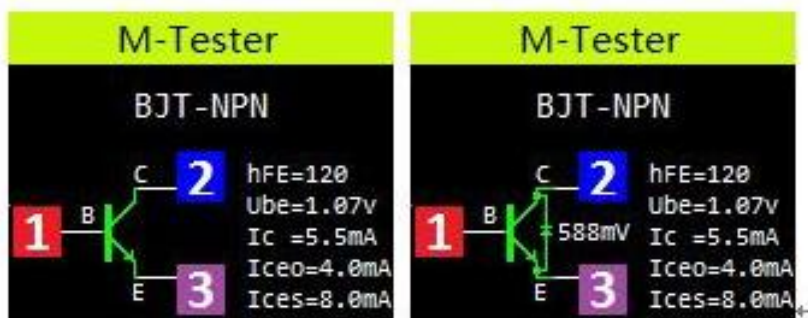 M-Tester
BJT-NPN
C
2
hFE=120
Ube=1.07v
1
B
Ic =5.5mA
Iceo=4.0mA
E
3
Ices=8.0mA
M-Tester
BJT-NPN
C
2
hFE=120
Ube=1.07v
1
B
588mV
Ic =5.5mA
Iceo=4.0mA
E
3
Ices=8.0mA